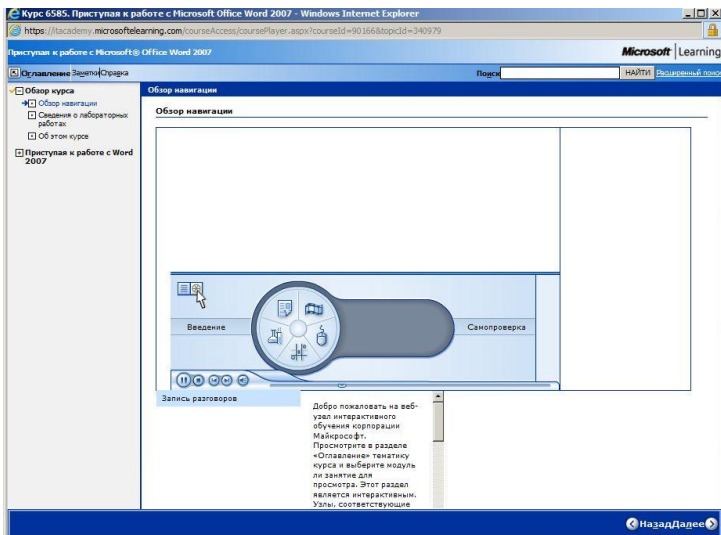 Курс 6585. Приступая к работе с Microsoft Office Word 2007 - Windows Internet Explorer
https://itacademy.microsoftelearning.com/courseAccess/coursePlayer.aspx?courseId=90166&topicId=340979
Приступая к работе с Microsoft® Office Word 2007
Microsoft | Learning
Оглавление Заметки Справка
Поиск
НАЙТИ Расширенный поис
Обзор курса
Обзор навигации
Сведения о лабораторных
работах
Об этом курсе
Приступая к работе с Word
2007
Обзор навигации
Обзор навигации
Введение
Самопроверка
Запись разговоров
Добро пожаловать на веб-
узел интерактивного
обучения корпорации
Майкрософт.
Просмотрите в разделе
«Оглавление» тематику
курса и выберите модуль
ли занятие для
просмотра. Этот раздел
является интерактивным.
Узлы, соответствующие
Назад Далее